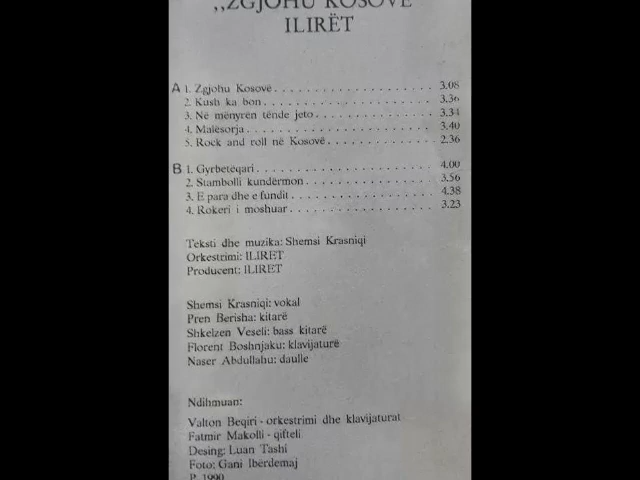 ,,ZGJOHU KOSOVË
ILIRËT
A 1. Zgjohu Kosovë . . . . . . . . . . . . . . . . . . . . 3.08
2. Kush ka bon . . . . . . . . . . . . . . . . . . . . . 3.36
3. Në mënyrën tënde jeto . . . . . . . . . . . . . . . 3.34
4. Malësorja . . . . . . . . . . . . . . . . . . . . . . . 3.40
5. Rock and roll në Kosovë . . . . . . . . . . . . . . 2.36
B 1. Gyrbetëqari . . . . . . . . . . . . . . . . . . . . . . 4.00
2. Stambolli kundërmon . . . . . . . . . . . . . . . . 3.56
3. E para dhe e fundit . . . . . . . . . . . . . . . . . . 4.38
4. Rokeri i moshuar . . . . . . . . . . . . . . . . . . 3.23
Teksti dhe muzika: Shemsi Krasniqi
Orkestrimi: ILIRET
Producent: ILIRET
Shemsi Krasniqi: vokal
Pren Berisha: kitarë
Shkelzen Veseli: bass kitarë
Florent Boshnjaku: klavijaturë
Naser Abdullahu: daulle
Ndihmuan:
Valton Beqiri - orkestrimi dhe klavijaturat
Fatmir Makolli - qifteli
Desing: Luan Tashi
Foto: Gani Iberdemaj
P. 1990